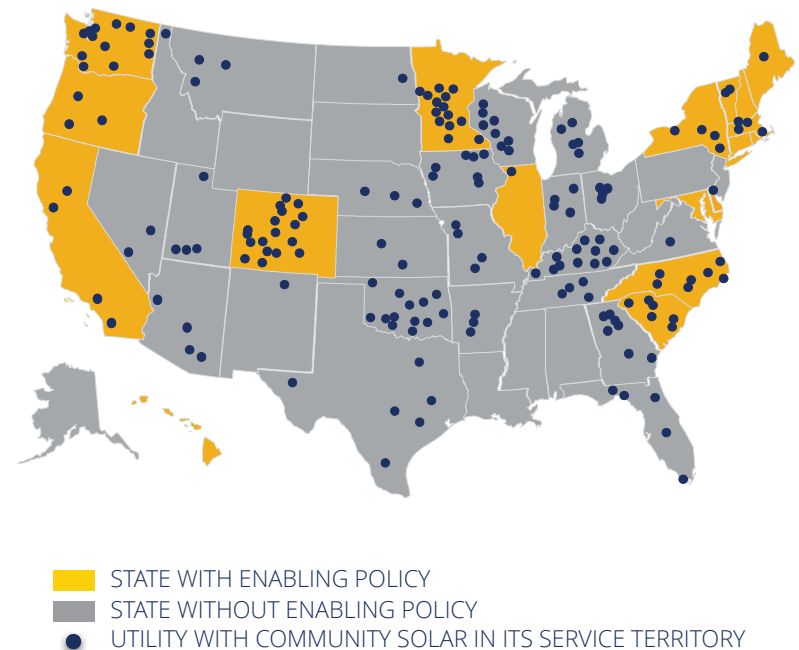 STATE WITH ENABLING POLICY
STATE WITHOUT ENABLING POLICY
UTILITY WITH COMMUNITY SOLAR IN ITS SERVICE TERRITORY